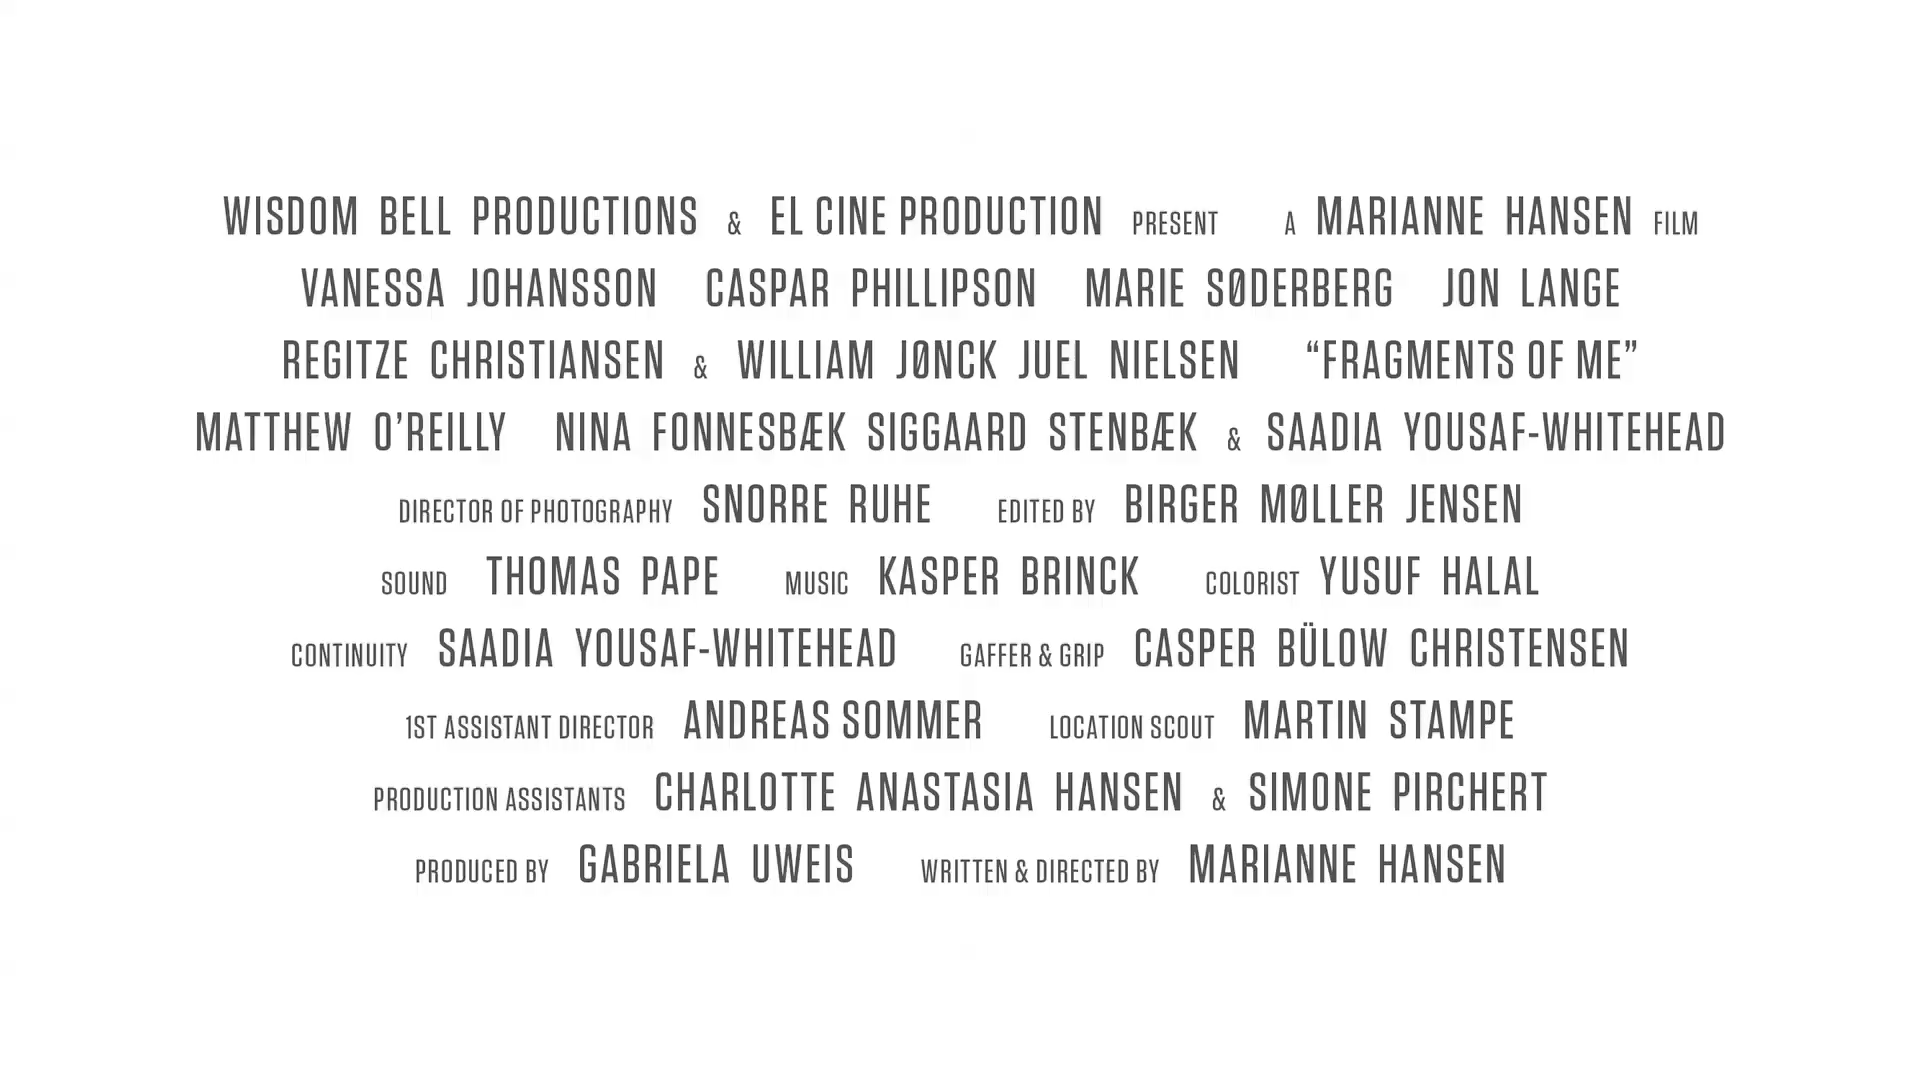 WISDOM BELL PRODUCTIONS & EL CINE PRODUCTION PRESENT A MARIANNE HANSEN FILM
VANESSA JOHANSSON CASPAR PHILLIPSON MARIE SØDERBERG JON LANGE
REGITZE CHRISTIANSEN & WILLIAM JØNCK JUEL NIELSEN “FRAGMENTS OF ME”
MATTHEW O’REILLY NINA FONNESBÆK SIGGAARD STENBÆK & SAADIA YOUSAF-WHITEHEAD
DIRECTOR OF PHOTOGRAPHY SNORRE RUHE EDITED BY BIRGER MØLLER JENSEN
SOUND THOMAS PAPE MUSIC KASPER BRINCK COLORIST YUSUF HALAL
CONTINUITY SAADIA YOUSAF-WHITEHEAD GAFFER & GRIP CASPER BÜLOW CHRISTENSEN
1ST ASSISTANT DIRECTOR ANDREAS SOMMER LOCATION SCOUT MARTIN STAMPE
PRODUCTION ASSISTANTS CHARLOTTE ANASTASIA HANSEN & SIMONE PIRCHERT
PRODUCED BY GABRIELA UWEIS WRITTEN & DIRECTED BY MARIANNE HANSEN